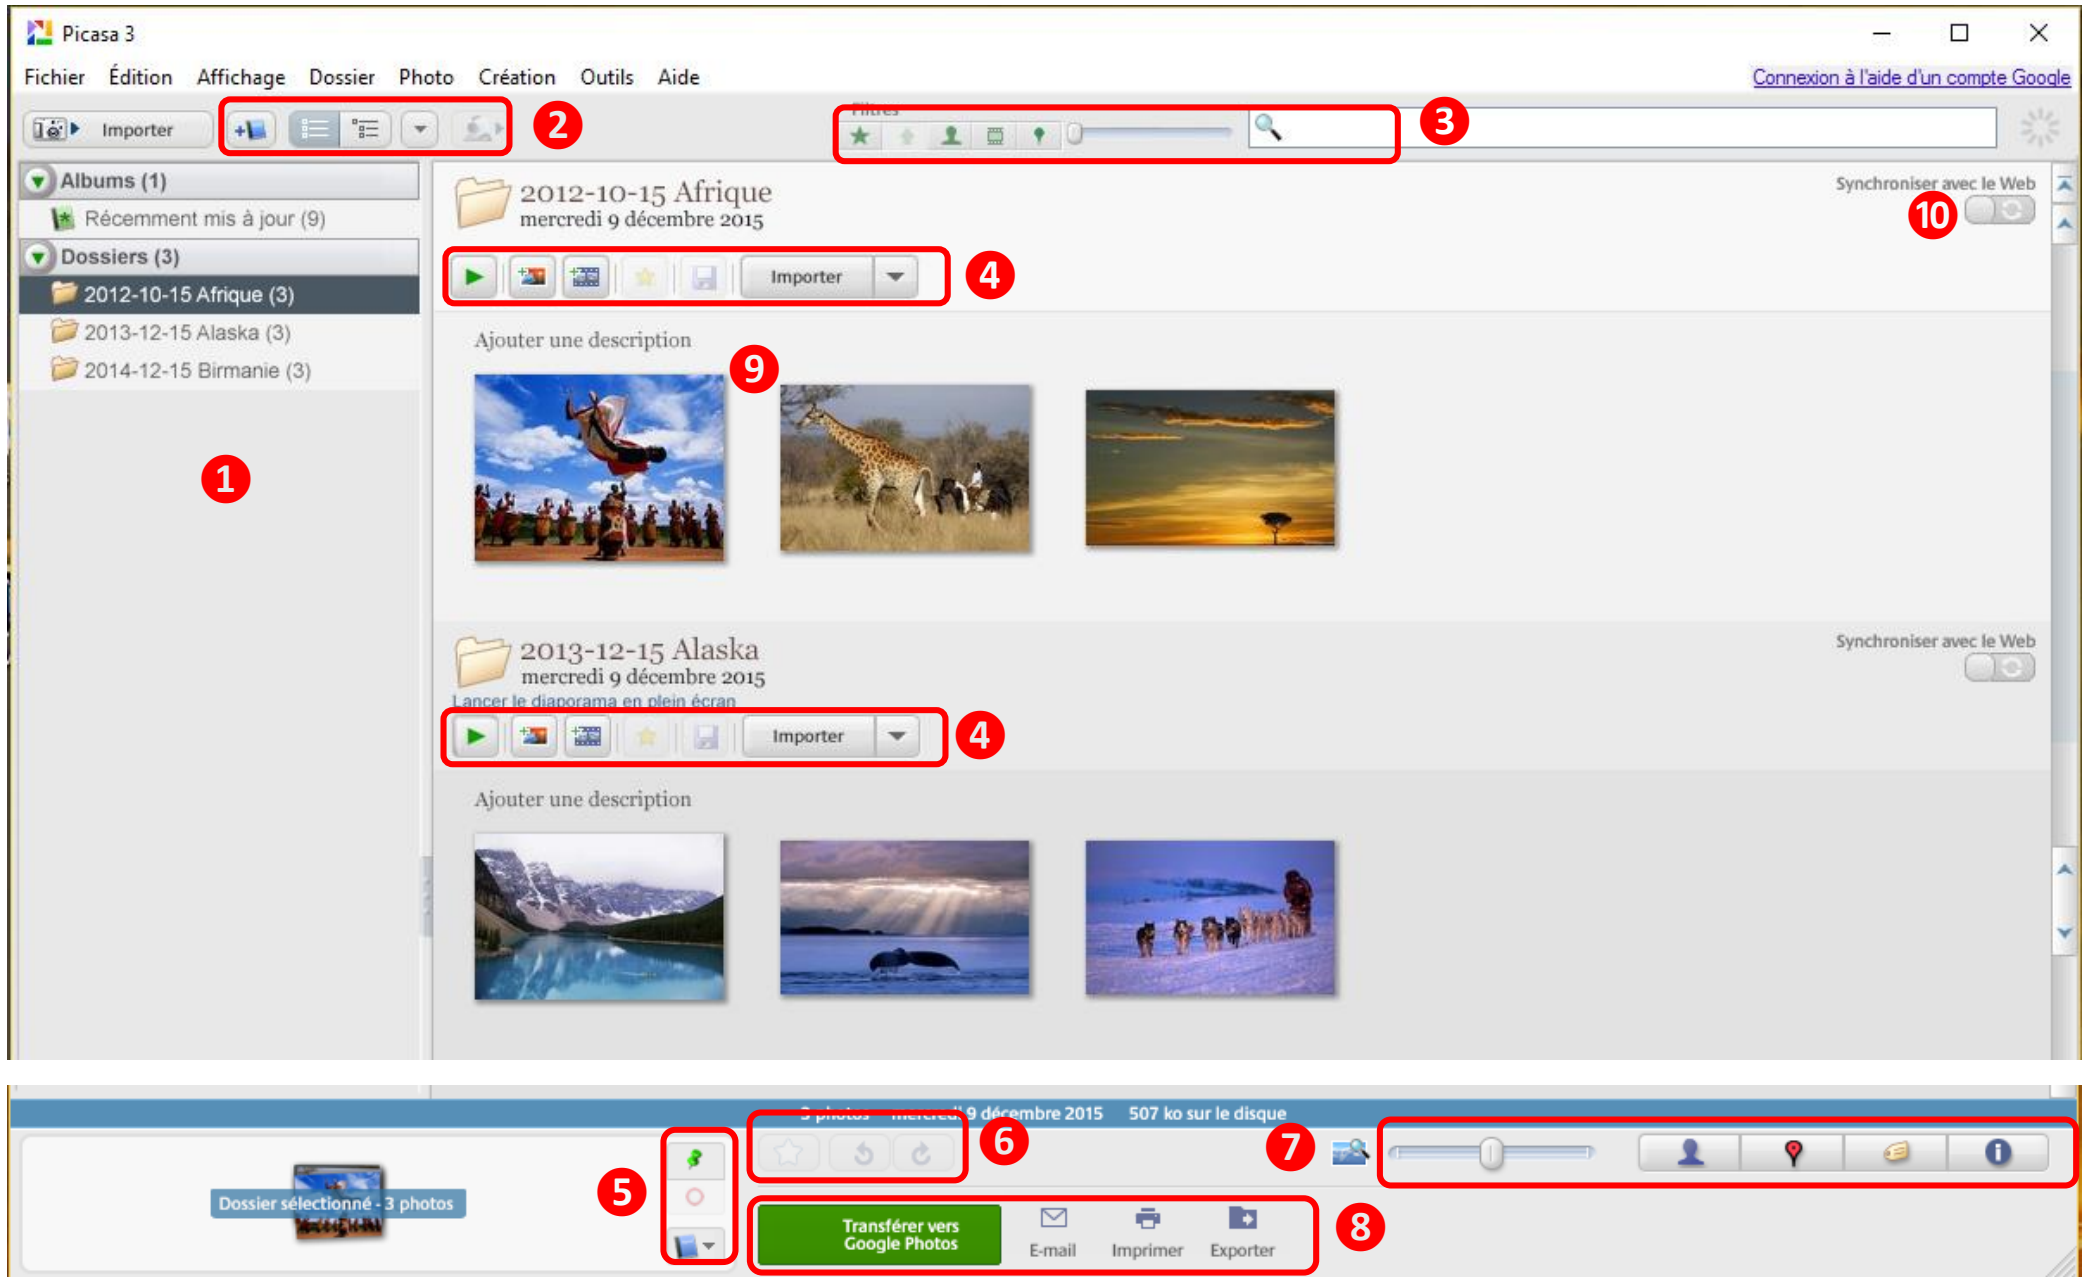 Picasa 3
Fichier Édition Affichage Dossier Photo Création Outils Aide
Connexion à l'aide d'un compte Google
Importer
2
Filtres
3
Albums (1)
Récemment mis à jour (9)
Dossiers (3)
2012-10-15 Afrique (3)
2013-12-15 Alaska (3)
2014-12-15 Birmanie (3)
1
2012-10-15 Afrique
mercredi 9 décembre 2015
Synchroniser avec le Web
10
Importer
4
Ajouter une description
9
2013-12-15 Alaska
mercredi 9 décembre 2015
Synchroniser avec le Web
Lancer le diaporama en plein écran
Importer
4
Ajouter une description
3 photos mercredi 9 décembre 2015 507 ko sur le disque
Dossier sélectionné - 3 photos
5
6
7
Transférer vers
Google Photos
E-mail
Imprimer
Exporter
8